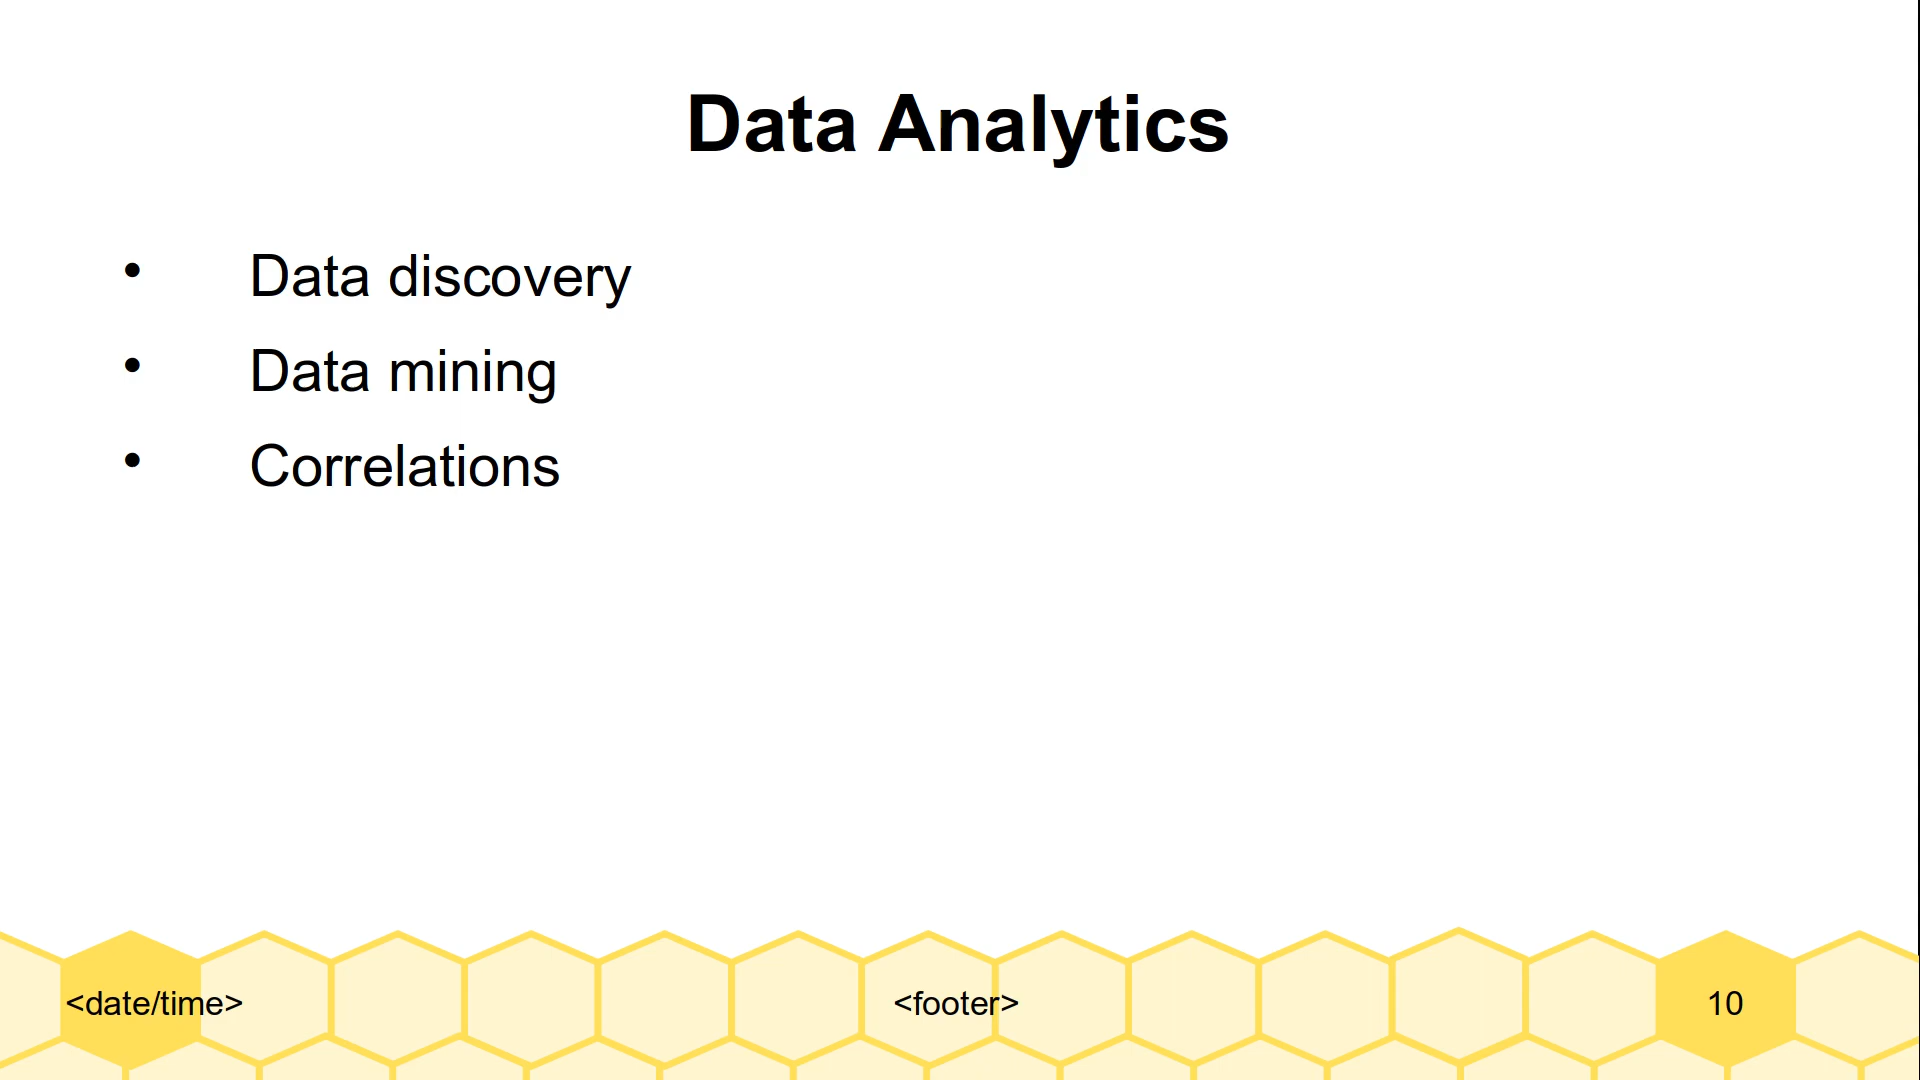 Data Analytics
• Data discovery
• Data mining
• Correlations
<date/time> <footer> 10